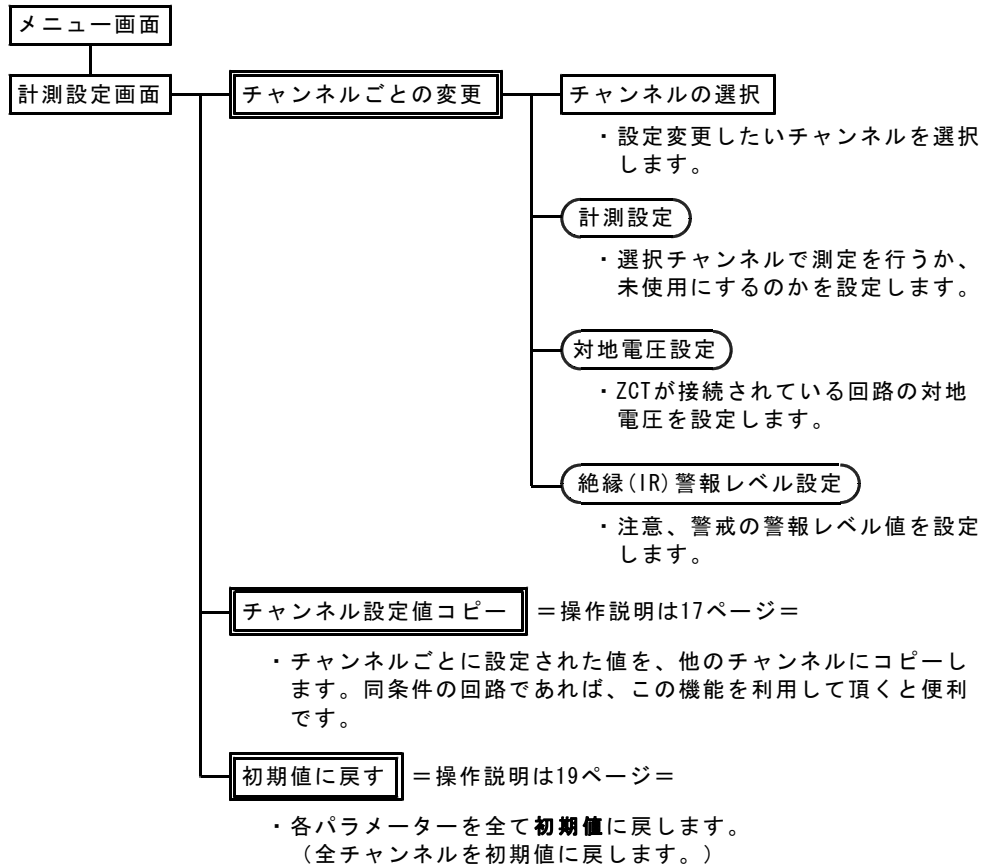 メニュー画面
計測設定画面
チャンネルごとの変更
チャンネルの選択
・設定変更したいチャンネルを選択
します。
計測設定
・選択チャンネルで測定を行うか、
未使用にするのかを設定します。
対地電圧設定
・ZCTが接続されている回路の対地
電圧を設定します。
絶縁(IR)警報レベル設定
・注意、警戒の警報レベル値を設定
します。
チャンネル設定値コピー ＝操作説明は17ページ＝
・チャンネルごとに設定された値を、他のチャンネルにコピーし
ます。同条件の回路であれば、この機能を利用して頂くと便利
です。
初期値に戻す ＝操作説明は19ページ＝
・各パラメーターを全て初期値に戻します。
（全チャンネルを初期値に戻します。）